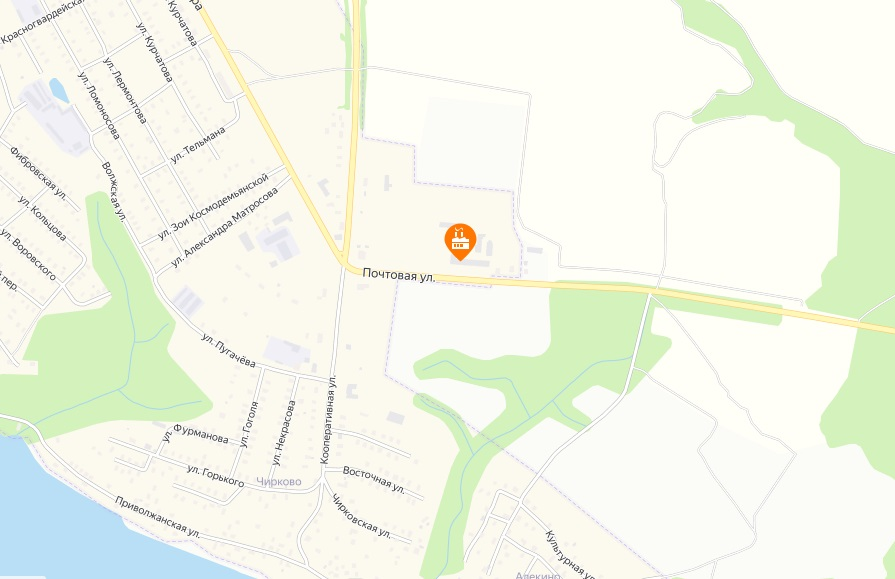 ра
Красногвардейская
ул. Курчатова
ул. Курчатова
ул. Лермонтова
ул. Ломоносова
ул. Тельмана
Фибровская ул.
Волжская ул.
ул. Зои Космодемьянской
ул. Александра Матросова
ул. Кольцова
ул. Воровского
й пер.
Почтовая ул.
ул. Пугачёва
Кооперативная ул.
ул. Гоголя
ул. Некрасова
ул. Фурманова
ул. Горького
Чирково
Восточная ул.
Чирковская ул.
Приволжанская ул.
Культурная ул.
Алекино